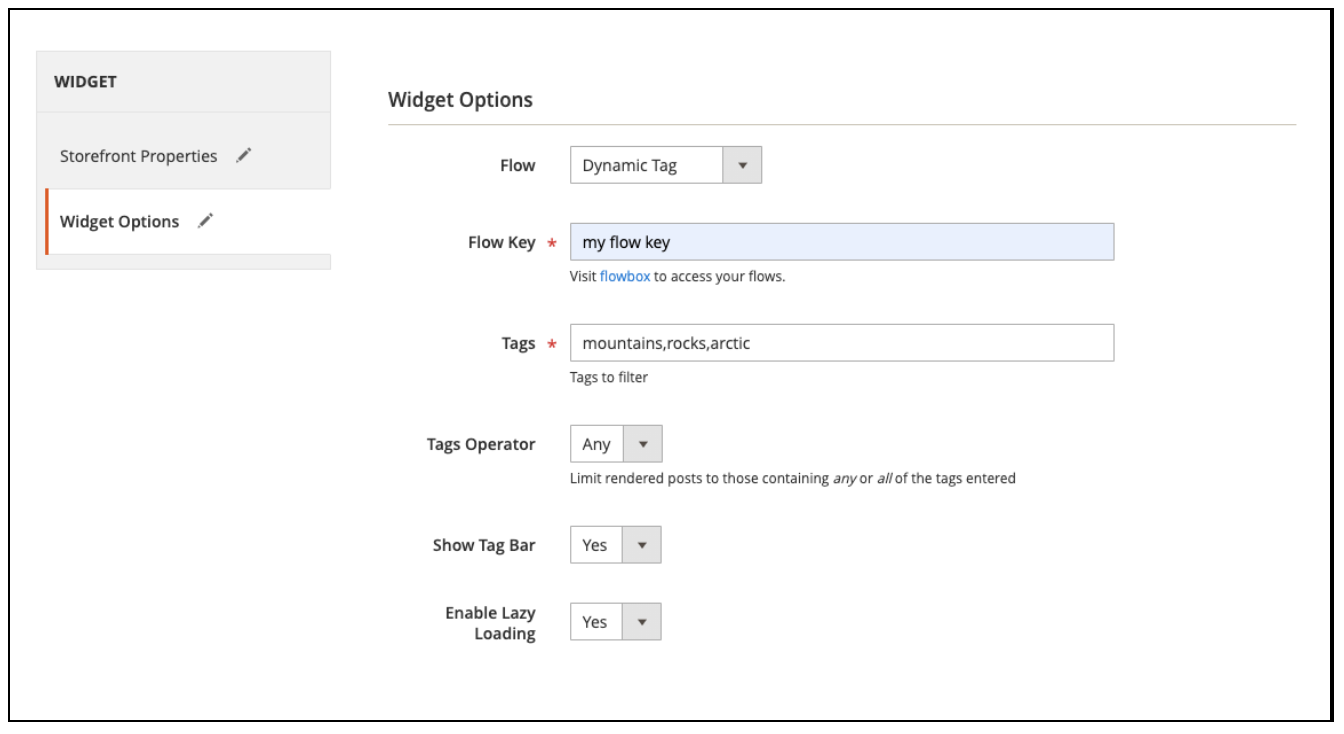 WIDGET
Storefront Properties
Widget Options
Widget Options
Flow
Dynamic Tag
Flow Key *
my flow key
Visit flowbox to access your flows.
Tags *
mountains,rocks,arctic
Tags to filter
Tags Operator
Any
Limit rendered posts to those containing any or all of the tags entered
Show Tag Bar
Yes
Enable Lazy
Loading
Yes